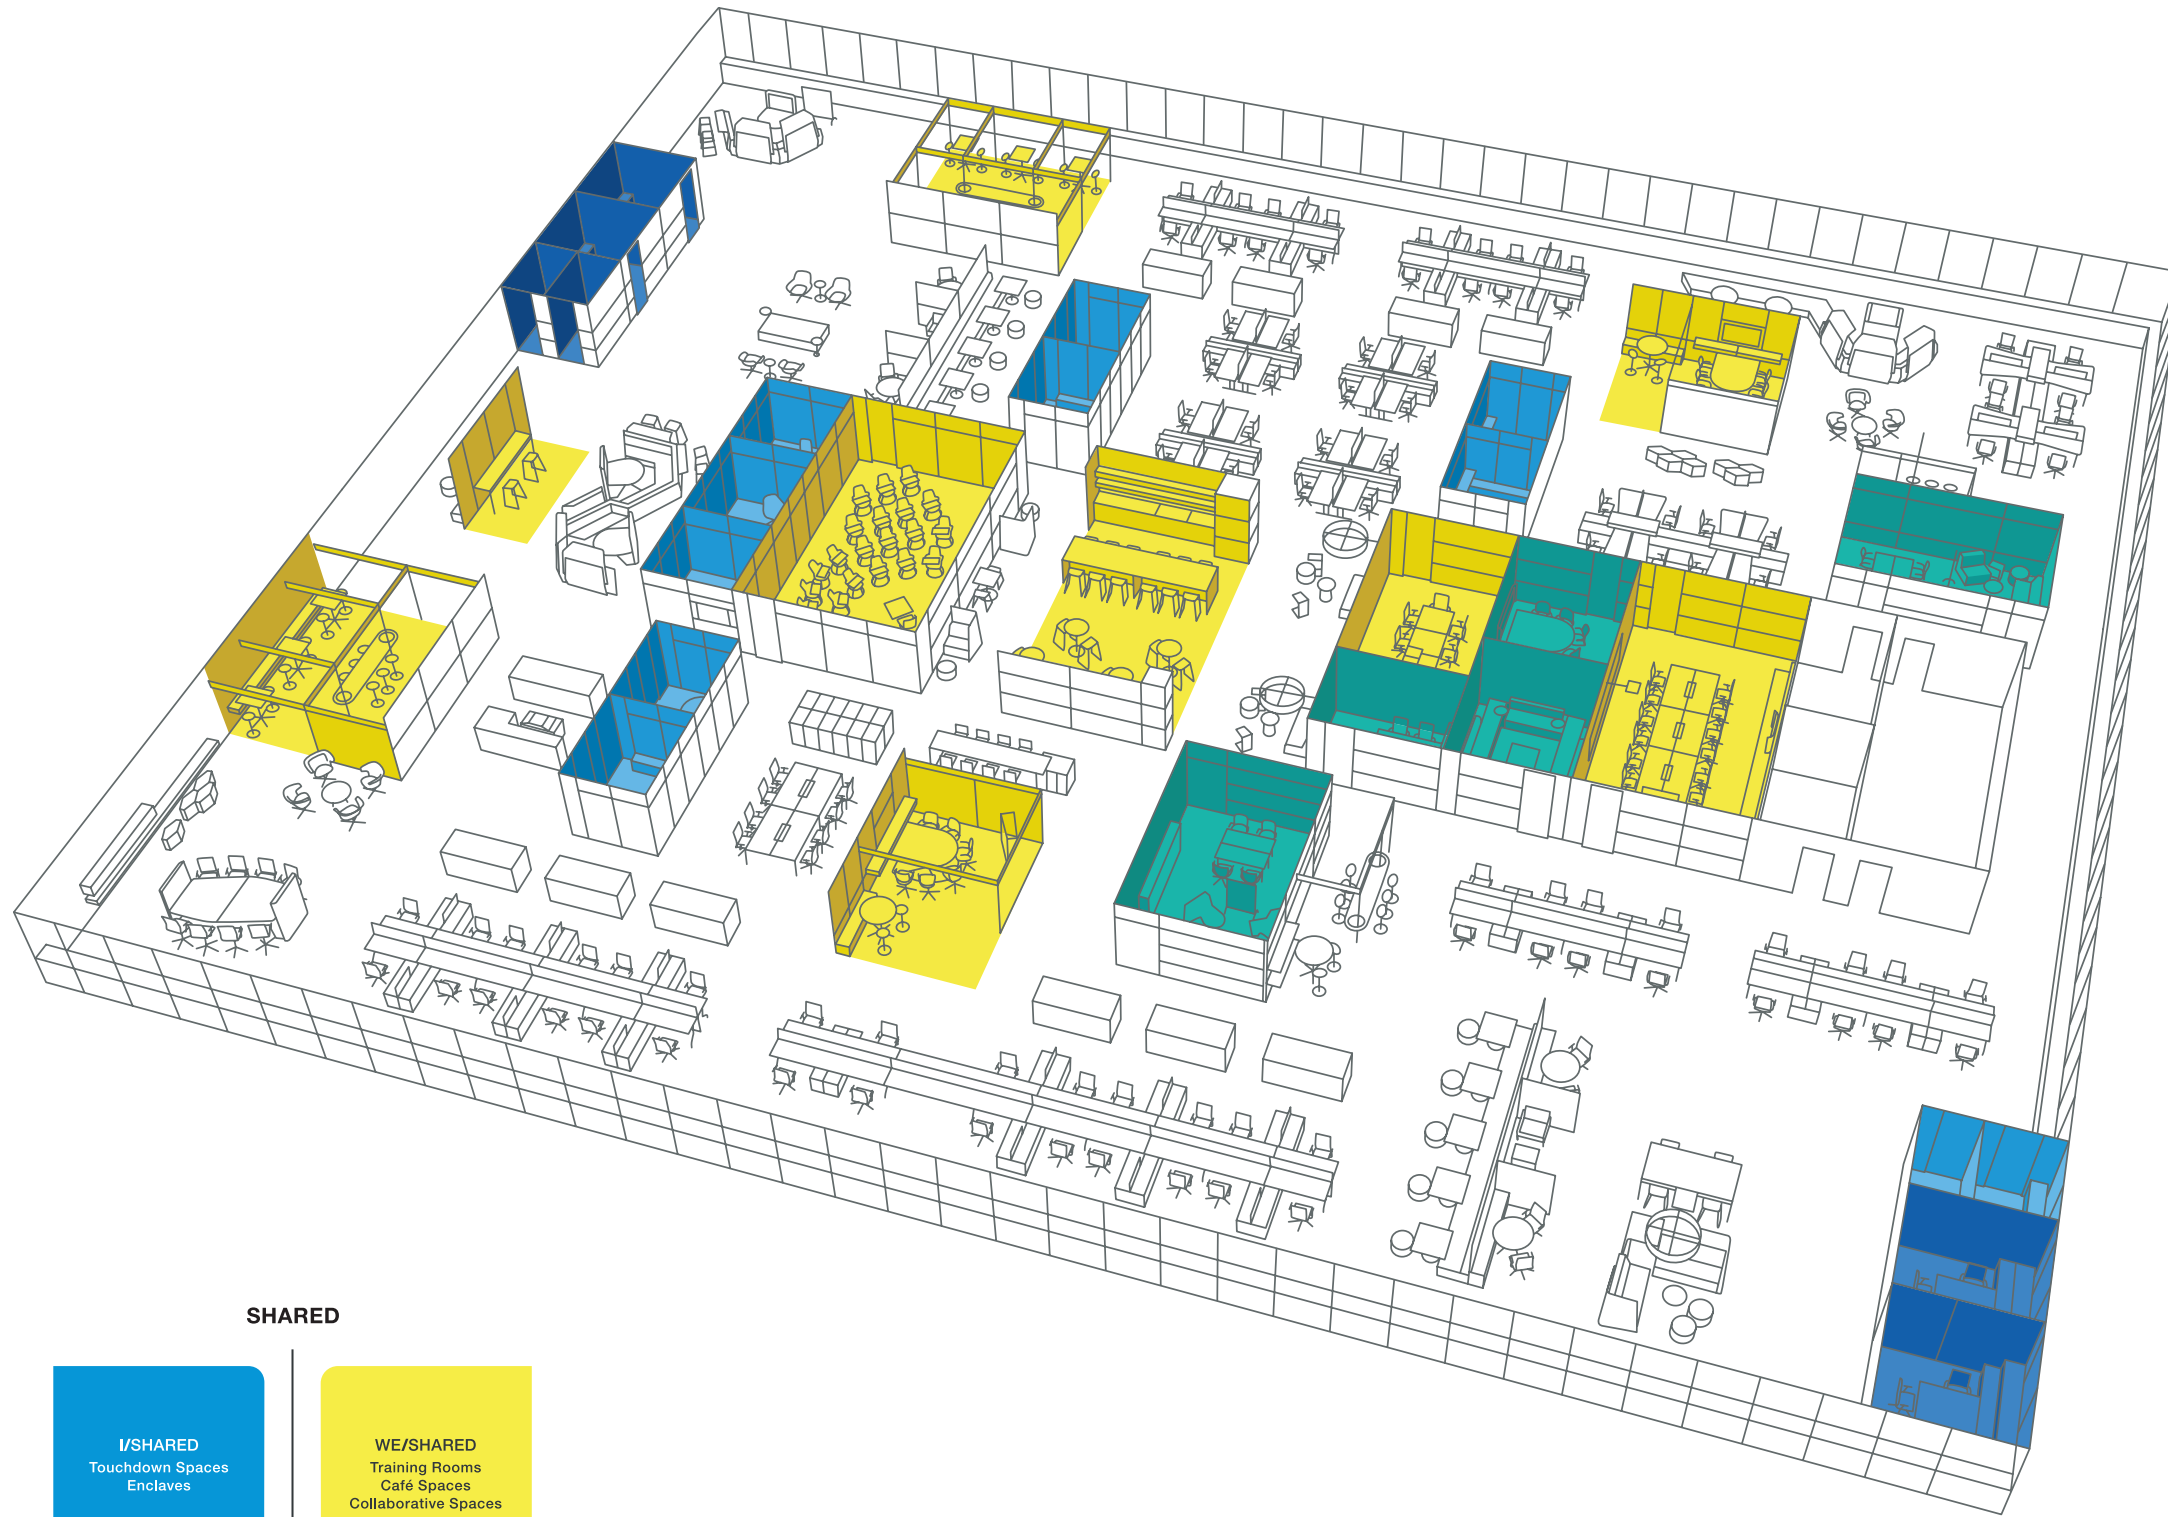 SHARED
I/SHARED
Touchdown Spaces
Enclaves
WE/SHARED
Training Rooms
Café Spaces
Collaborative Spaces